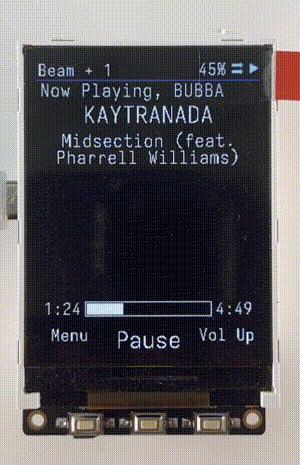 Beam + 1 45%
Now Playing, BUBBA
KAYTRANADA
Midsection (feat.
Pharrell Williams)
1:24 4:49
Menu Pause Vol Up